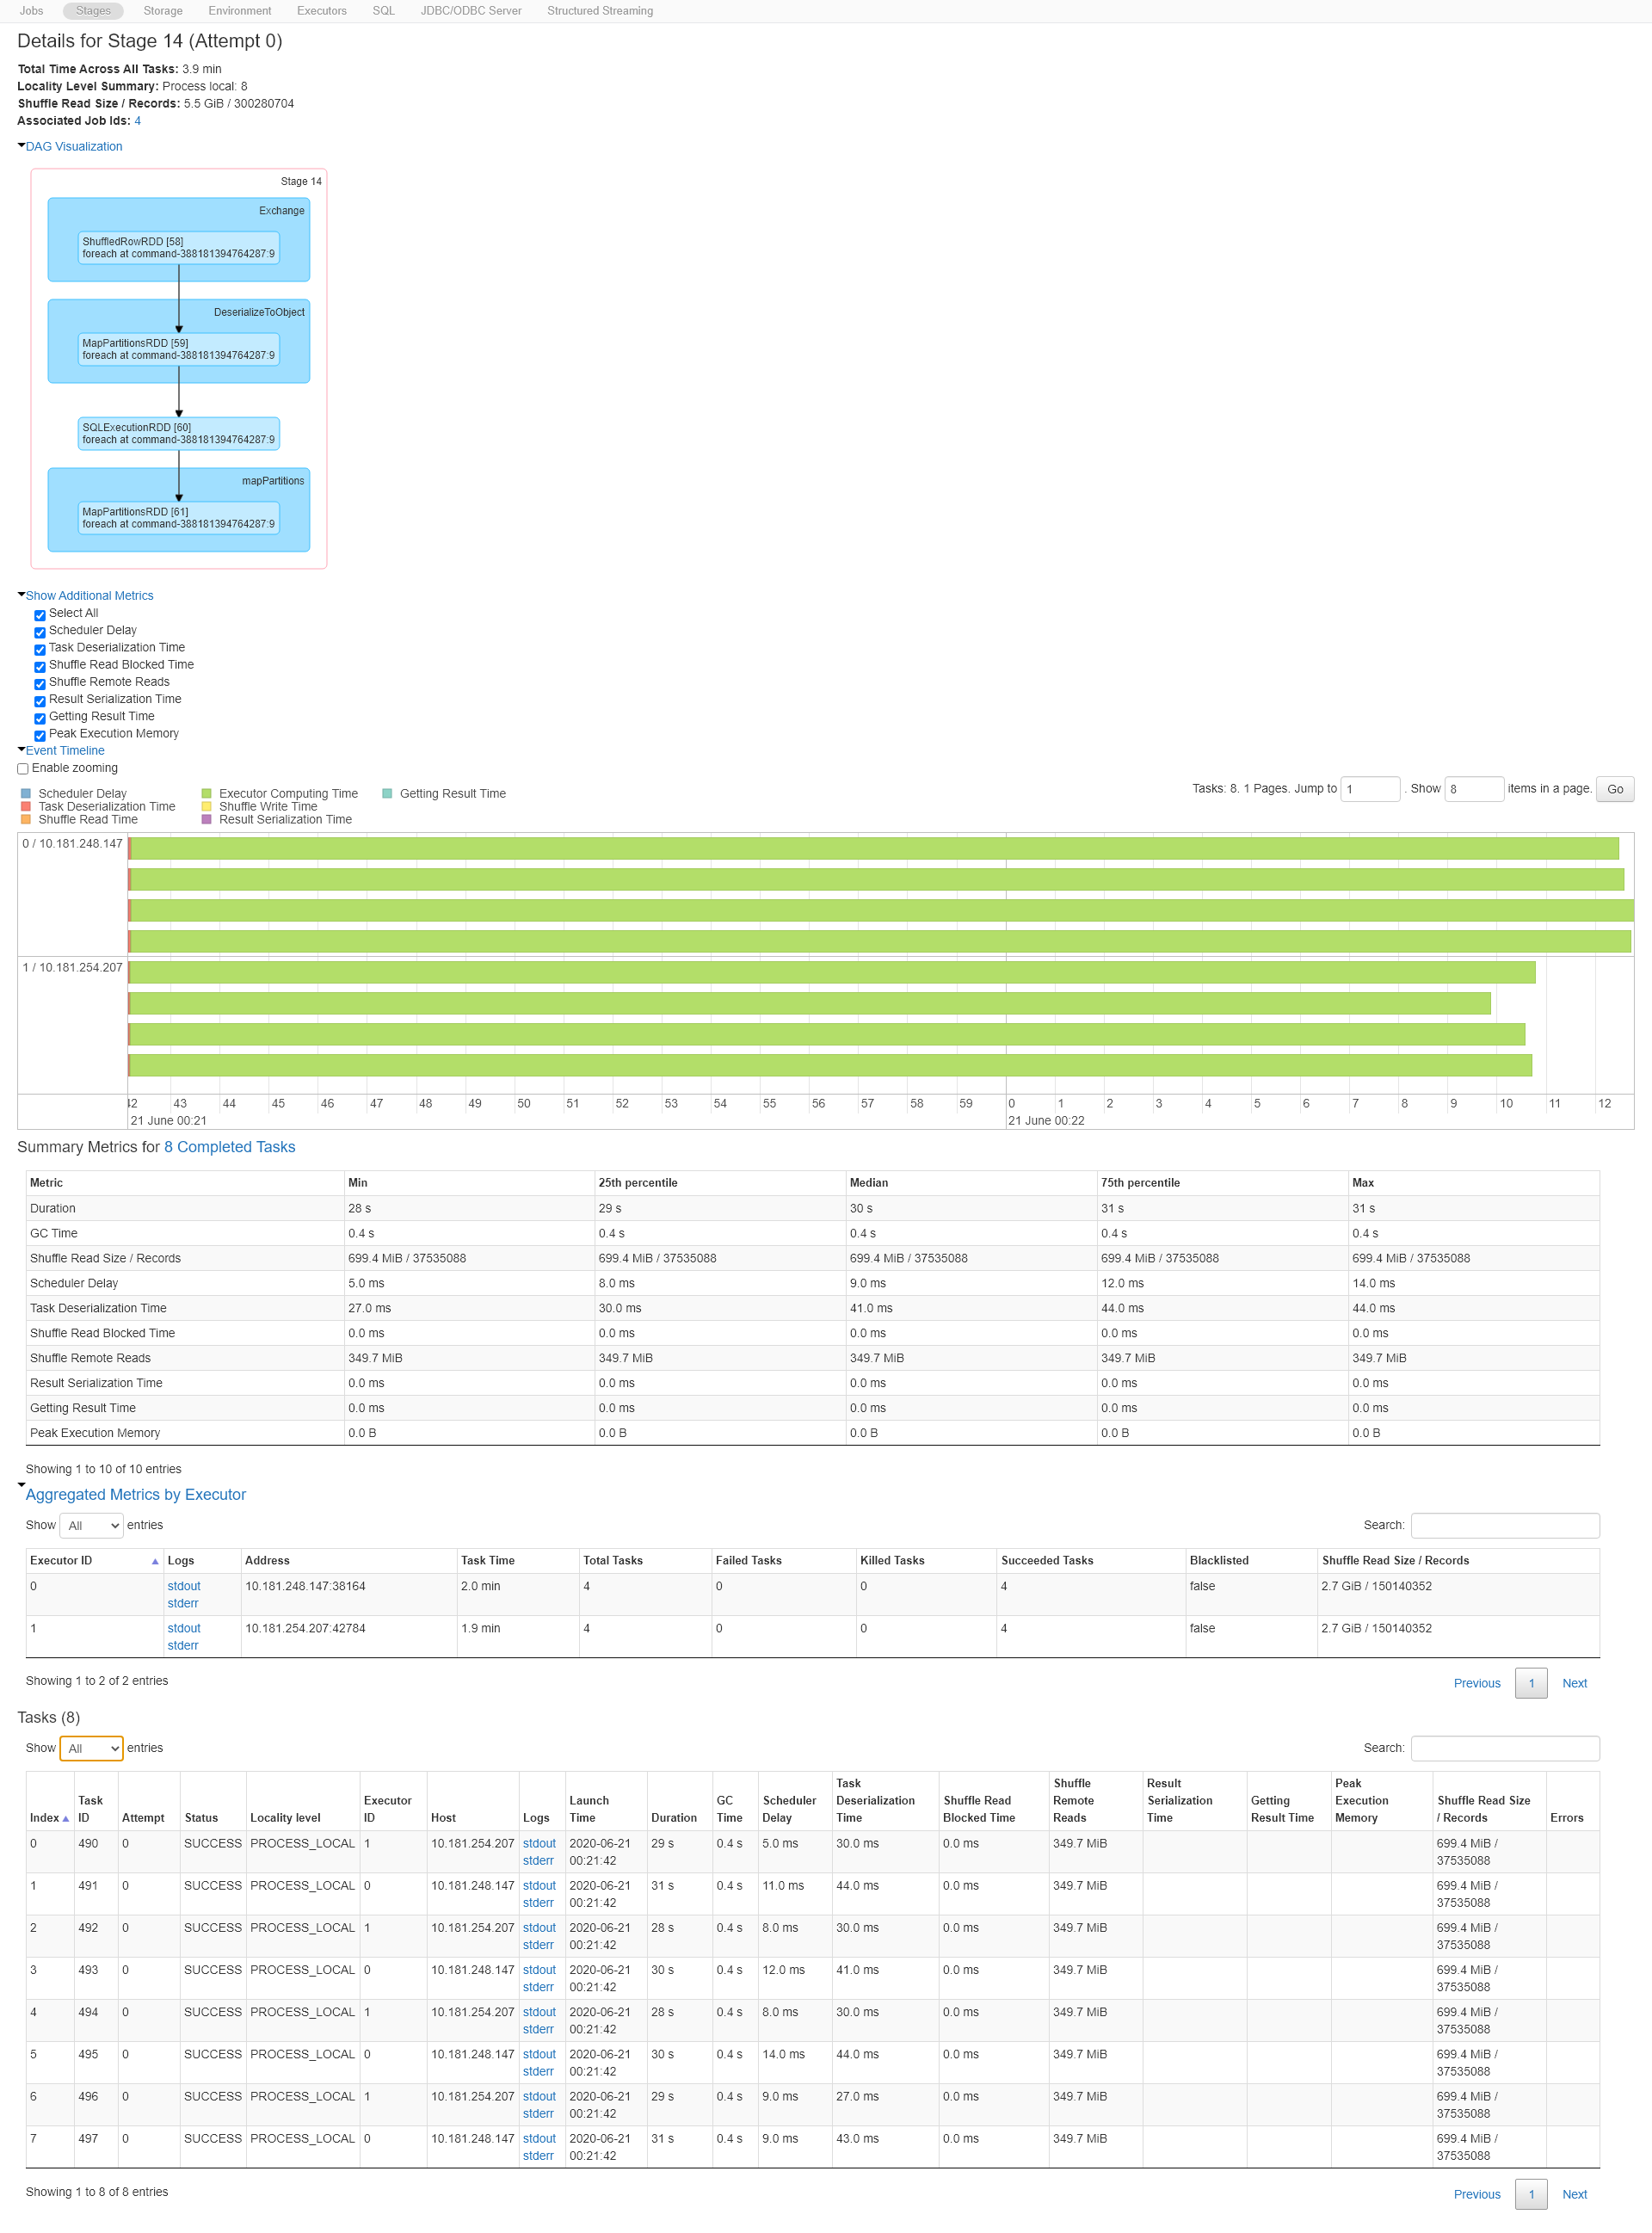 Jobs Stages Storage Environment Executors SQL JDBC/ODBC Server Structured Streaming
Details for Stage 14 (Attempt 0)
Total Time Across All Tasks: 3.9 min
Locality Level Summary: Process local: 8
Shuffle Read Size / Records: 5.5 GiB / 300280704
Associated Job Ids: 4
DAG Visualization
Stage 14
Exchange
ShuffledRowRDD [58]
foreach at command-388181394764287:9
DeserializeToObject
MapPartitionsRDD [59]
foreach at command-388181394764287:9
SQLExecutionRDD [60]
foreach at command-388181394764287:9
mapPartitions
MapPartitionsRDD [61]
foreach at command-388181394764287:9
Show Additional Metrics
Select All
Scheduler Delay
Task Deserialization Time
Shuffle Read Blocked Time
Shuffle Remote Reads
Result Serialization Time
Getting Result Time
Peak Execution Memory
Event Timeline
Enable zooming
Tasks: 8. 1 Pages. Jump to 1 . Show 8 items in a page. Go
Scheduler Delay Executor Computing Time Getting Result Time
Task Deserialization Time Shuffle Write Time
Shuffle Read Time Result Serialization Time
0 / 10.181.248.147
1 / 10.181.254.207
42 43 44 45 46 47 48 49 50 51 52 53 54 55 56 57 58 59 0 1 2 3 4 5 6 7 8 9 10 11 12
21 June 00:21 21 June 00:22
Summary Metrics for 8 Completed Tasks
Metric Min 25th percentile Median 75th percentile Max
Duration 28 s 29 s 30 s 31 s 31 s
GC Time 0.4 s 0.4 s 0.4 s 0.4 s 0.4 s
Shuffle Read Size / Records 699.4 MiB / 37535088 699.4 MiB / 37535088 699.4 MiB / 37535088 699.4 MiB / 37535088 699.4 MiB / 37535088
Scheduler Delay 5.0 ms 8.0 ms 9.0 ms 12.0 ms 14.0 ms
Task Deserialization Time 27.0 ms 30.0 ms 41.0 ms 44.0 ms 44.0 ms
Shuffle Read Blocked Time 0.0 ms 0.0 ms 0.0 ms 0.0 ms 0.0 ms
Shuffle Remote Reads 349.7 MiB 349.7 MiB 349.7 MiB 349.7 MiB 349.7 MiB
Result Serialization Time 0.0 ms 0.0 ms 0.0 ms 0.0 ms 0.0 ms
Getting Result Time 0.0 ms 0.0 ms 0.0 ms 0.0 ms 0.0 ms
Peak Execution Memory 0.0 B 0.0 B 0.0 B 0.0 B 0.0 B
Showing 1 to 10 of 10 entries
Aggregated Metrics by Executor
Show All entries Search:
Executor ID Logs Address Task Time Total Tasks Failed Tasks Killed Tasks Succeeded Tasks Blacklisted Shuffle Read Size / Records
0 stdout 10.181.248.147:38164 2.0 min 4 0 0 4 false 2.7 GiB / 150140352
stderr
1 stdout 10.181.254.207:42784 1.9 min 4 0 0 4 false 2.7 GiB / 150140352
stderr
Showing 1 to 2 of 2 entries Previous 1 Next
Tasks (8)
Show All entries Search:
Task Shuffle Result Peak
Task Executor Launch GC Scheduler Deserialization Shuffle Read Remote Serialization Getting Execution Shuffle Read Size
Index ID Attempt Status Locality level ID Host Logs Time Duration Time Delay Time Blocked Time Reads Time Result Time Memory / Records Errors
0 490 0 SUCCESS PROCESS_LOCAL 1 10.181.254.207 stdout 2020-06-21 29 s 0.4 s 5.0 ms 30.0 ms 0.0 ms 349.7 MiB 699.4 MiB /
stderr 00:21:42 37535088
1 491 0 SUCCESS PROCESS_LOCAL 0 10.181.248.147 stdout 2020-06-21 31 s 0.4 s 11.0 ms 44.0 ms 0.0 ms 349.7 MiB 699.4 MiB /
stderr 00:21:42 37535088
2 492 0 SUCCESS PROCESS_LOCAL 1 10.181.254.207 stdout 2020-06-21 28 s 0.4 s 8.0 ms 30.0 ms 0.0 ms 349.7 MiB 699.4 MiB /
stderr 00:21:42 37535088
3 493 0 SUCCESS PROCESS_LOCAL 0 10.181.248.147 stdout 2020-06-21 30 s 0.4 s 12.0 ms 41.0 ms 0.0 ms 349.7 MiB 699.4 MiB /
stderr 00:21:42 37535088
4 494 0 SUCCESS PROCESS_LOCAL 1 10.181.254.207 stdout 2020-06-21 28 s 0.4 s 8.0 ms 30.0 ms 0.0 ms 349.7 MiB 699.4 MiB /
stderr 00:21:42 37535088
5 495 0 SUCCESS PROCESS_LOCAL 0 10.181.248.147 stdout 2020-06-21 30 s 0.4 s 14.0 ms 44.0 ms 0.0 ms 349.7 MiB 699.4 MiB /
stderr 00:21:42 37535088
6 496 0 SUCCESS PROCESS_LOCAL 1 10.181.254.207 stdout 2020-06-21 29 s 0.4 s 9.0 ms 27.0 ms 0.0 ms 349.7 MiB 699.4 MiB /
stderr 00:21:42 37535088
7 497 0 SUCCESS PROCESS_LOCAL 0 10.181.248.147 stdout 2020-06-21 31 s 0.4 s 9.0 ms 43.0 ms 0.0 ms 349.7 MiB 699.4 MiB /
stderr 00:21:42 37535088
Showing 1 to 8 of 8 entries Previous 1 Next